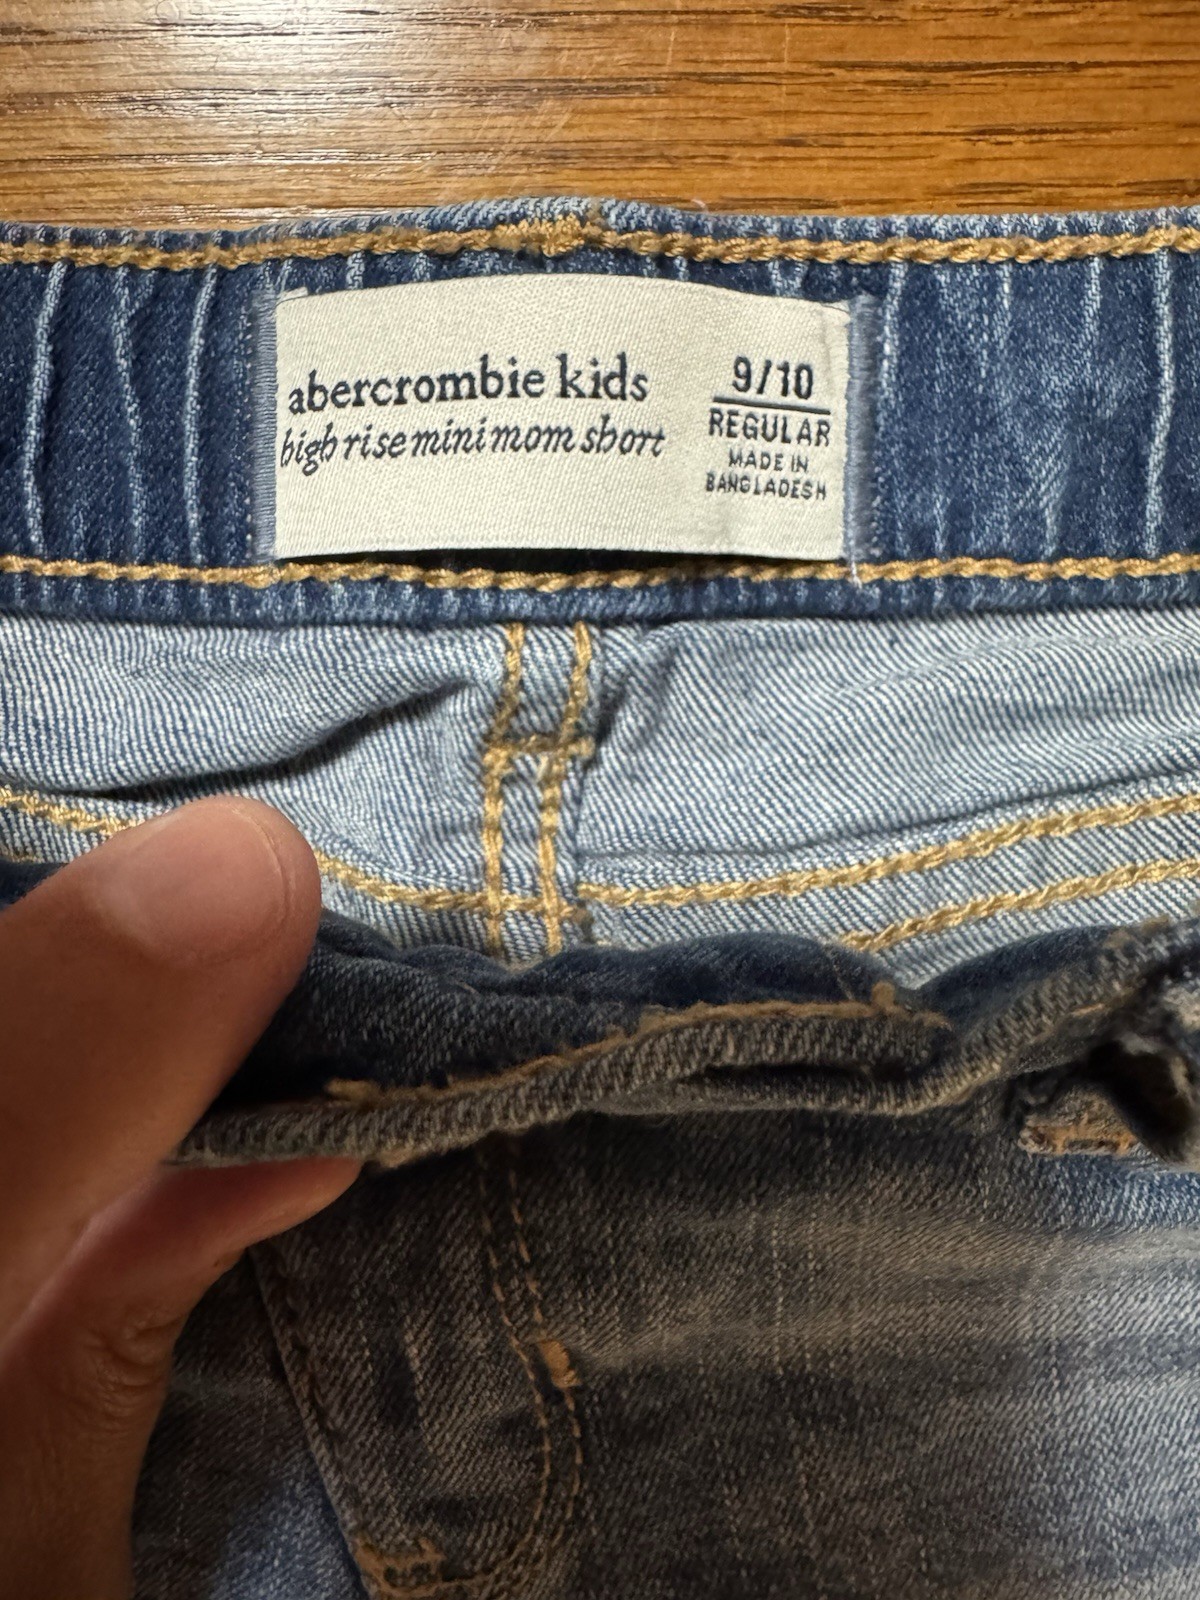 abercrombie kids
high rise mini mom short
9/10
REGULAR
MADE IN
BANGLADESH